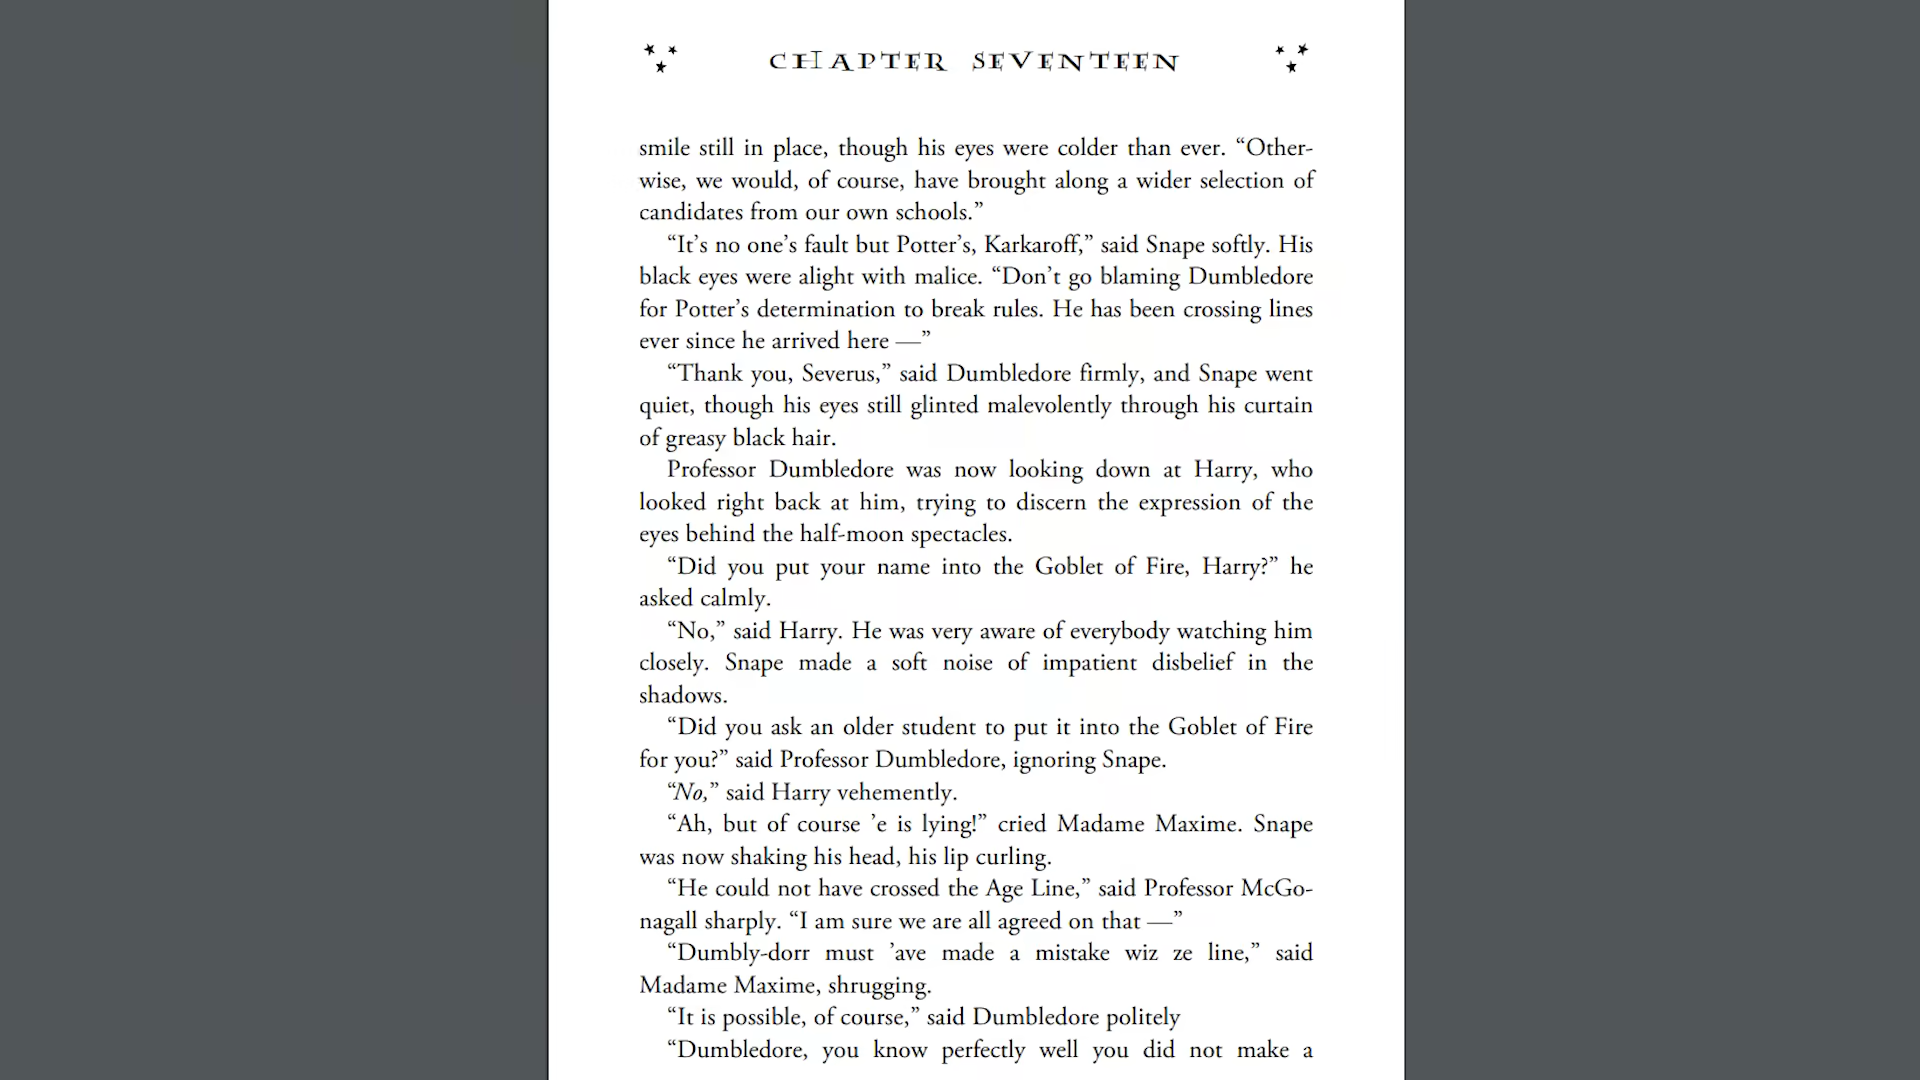 CHAPTER SEVENTEEN
smile still in place, though his eyes were colder than ever. “Other-
wise, we would, of course, have brought along a wider selection of
candidates from our own schools.”
“It’s no one’s fault but Potter’s, Karkaroff,” said Snape softly. His
black eyes were alight with malice. “Don’t go blaming Dumbledore
for Potter’s determination to break rules. He has been crossing lines
ever since he arrived here —”
“Thank you, Severus,” said Dumbledore firmly, and Snape went
quiet, though his eyes still glinted malevolently through his curtain
of greasy black hair.
Professor Dumbledore was now looking down at Harry, who
looked right back at him, trying to discern the expression of the
eyes behind the half-moon spectacles.
“Did you put your name into the Goblet of Fire, Harry?” he
asked calmly.
“No,” said Harry. He was very aware of everybody watching him
closely. Snape made a soft noise of impatient disbelief in the
shadows.
“Did you ask an older student to put it into the Goblet of Fire
for you?” said Professor Dumbledore, ignoring Snape.
“No,” said Harry vehemently.
“Ah, but of course ’e is lying!” cried Madame Maxime. Snape
was now shaking his head, his lip curling.
“He could not have crossed the Age Line,” said Professor McGo-
nagall sharply. “I am sure we are all agreed on that —”
“Dumbly-dorr must ’ave made a mistake wiz ze line,” said
Madame Maxime, shrugging.
“It is possible, of course,” said Dumbledore politely
“Dumbledore, you know perfectly well you did not make a